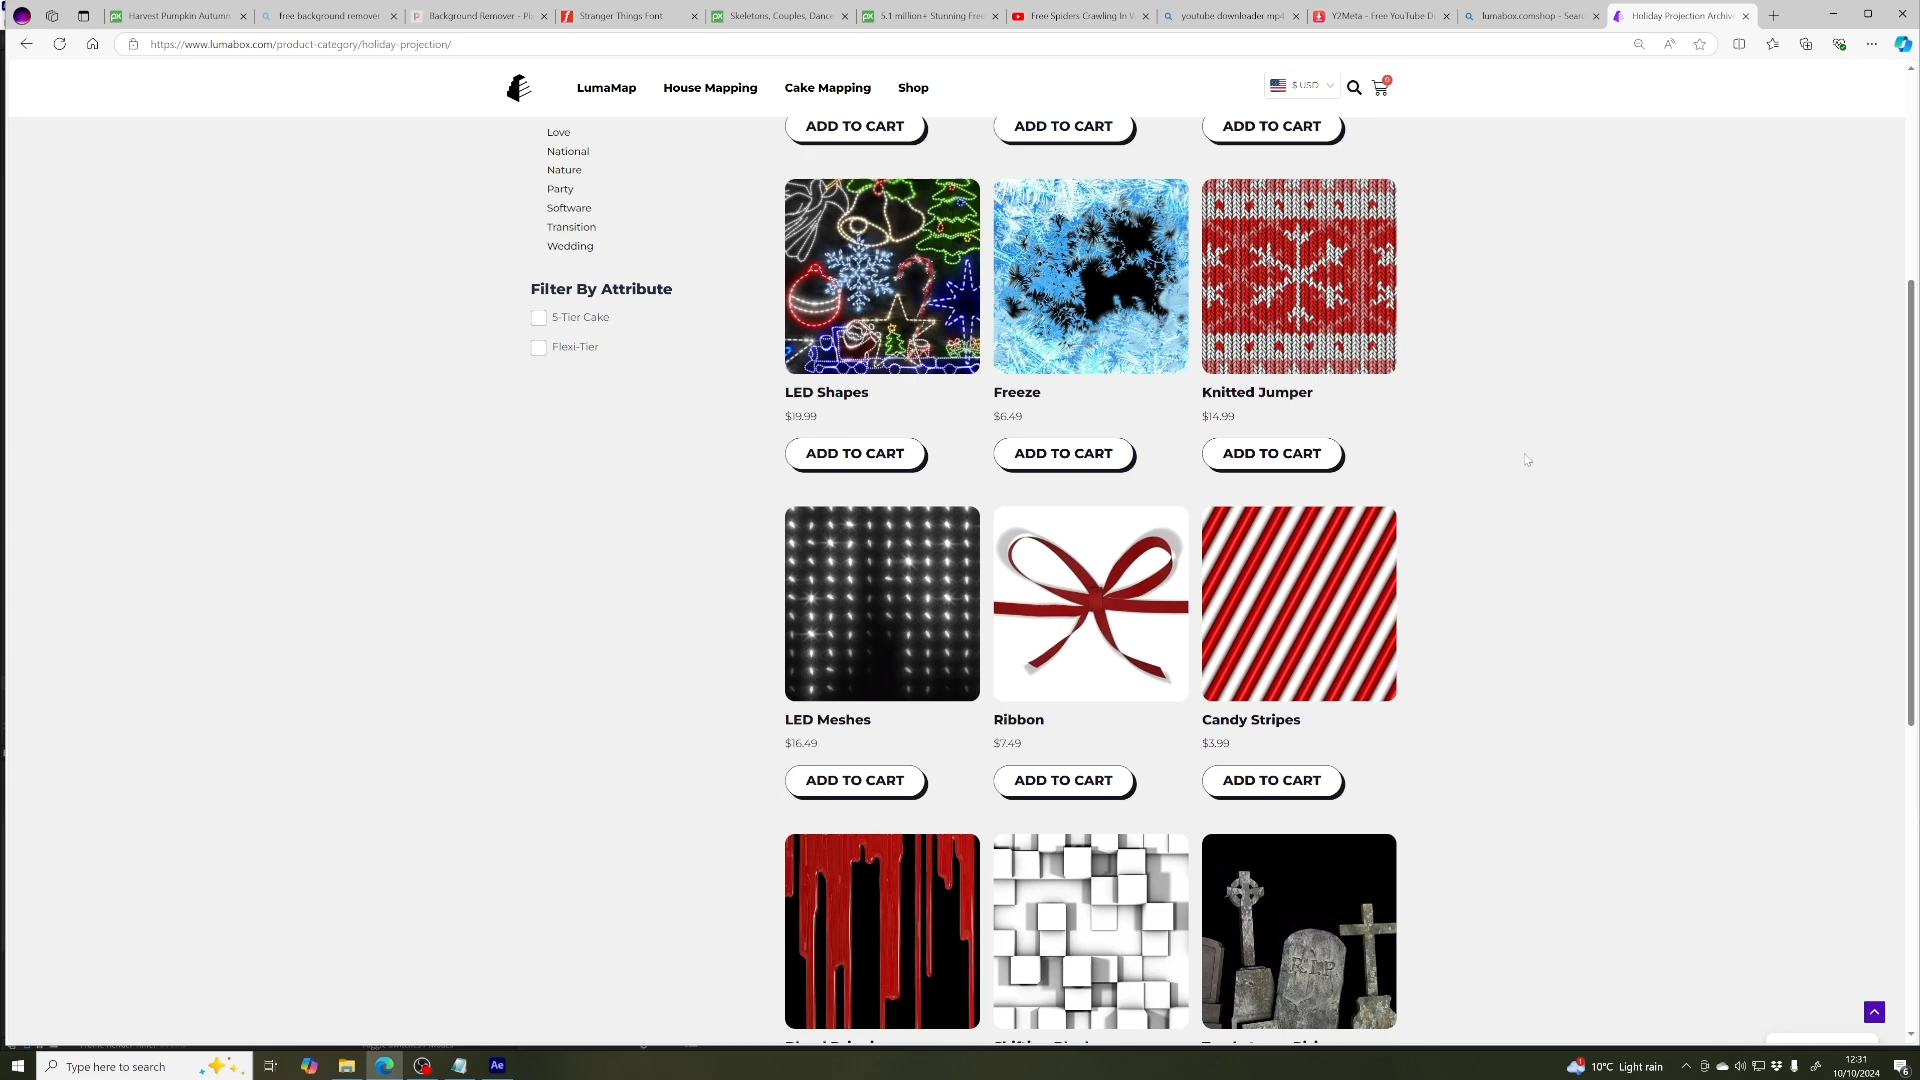 Harvest Pumpkin Autumn
free background remover
Background Remover - Pi
Stranger Things Font
Skeletons, Couples, Dance
5.1 million+ Stunning Free
Free Spiders Crawling In V
youtube downloader mp4
Y2Meta - Free YouTube D
lumabox.comshop - Sear
Holiday Projection Archiv
https://www.lumabox.com/product-category/holiday-projection/
LumaMap
House Mapping
Cake Mapping
Shop
$ USD
0
Love
National
Nature
Party
Software
Transition
Wedding
Filter By Attribute
5-Tier Cake
Flexi-Tier
ADD TO CART
ADD TO CART
ADD TO CART
LED Shapes
$19.99
ADD TO CART
Freeze
$6.49
ADD TO CART
Knitted Jumper
$14.99
ADD TO CART
LED Meshes
$16.49
ADD TO CART
Ribbon
$7.49
ADD TO CART
Candy Stripes
$3.99
ADD TO CART
R.I.P
Type here to search
Ae
10°C Light rain
12:31
10/10/2024
6